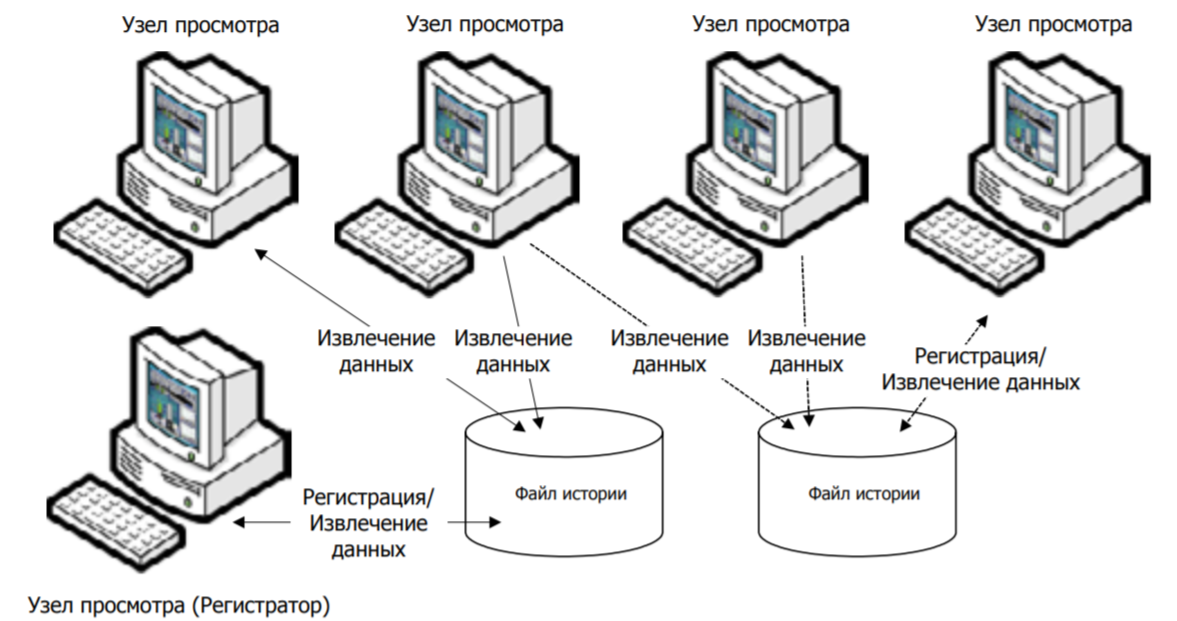 Узел просмотра
Узел просмотра
Узел просмотра
Узел просмотра
Извлечение
данных
Извлечение
данных
Извлечение
данных
Извлечение
данных
Регистрация/
Извлечение данных
Файл истории
Файл истории
Регистрация/
Извлечение
данных
Узел просмотра (Регистратор)